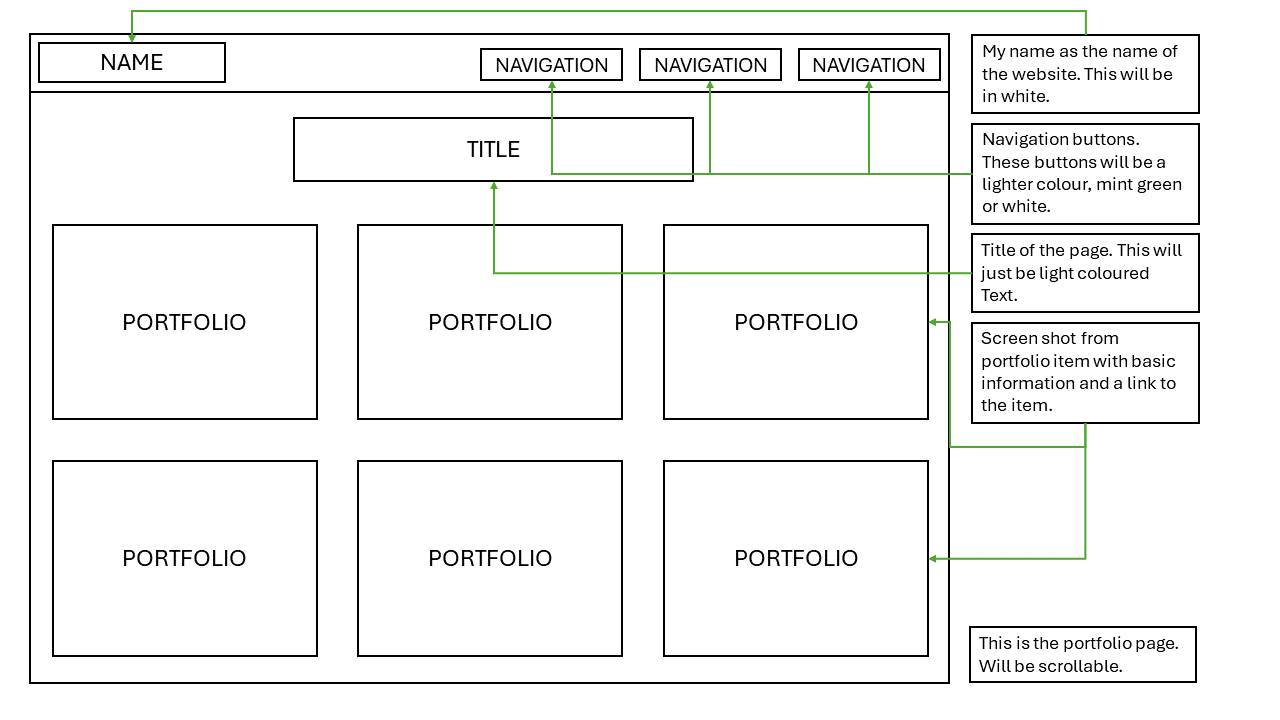 NAME
NAVIGATION
NAVIGATION
NAVIGATION
TITLE
PORTFOLIO
PORTFOLIO
PORTFOLIO
PORTFOLIO
PORTFOLIO
PORTFOLIO
My name as the name of
the website. This will be
in white.
Navigation buttons.
These buttons will be a
lighter colour, mint green
or white.
Title of the page. This will
just be light coloured
Text.
Screen shot from
portfolio item with basic
information and a link to
the item.
This is the portfolio page.
Will be scrollable.